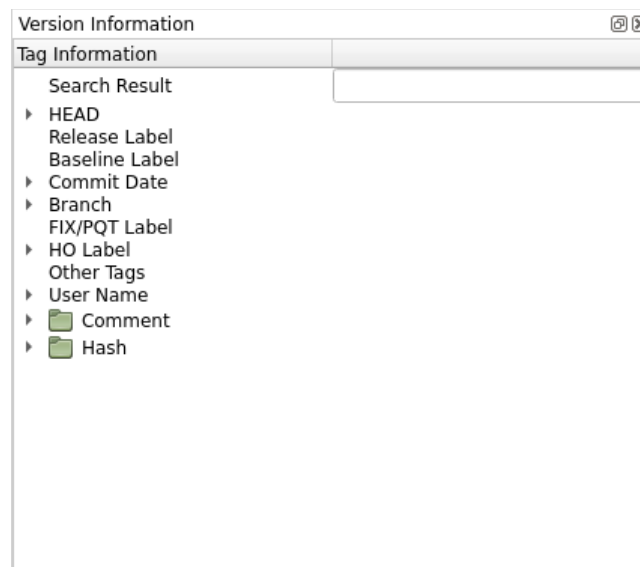 Version Information
Tag Information
Search Result
HEAD
Release Label
Baseline Label
Commit Date
Branch
FIX/PQT Label
HO Label
Other Tags
User Name
Comment
Hash